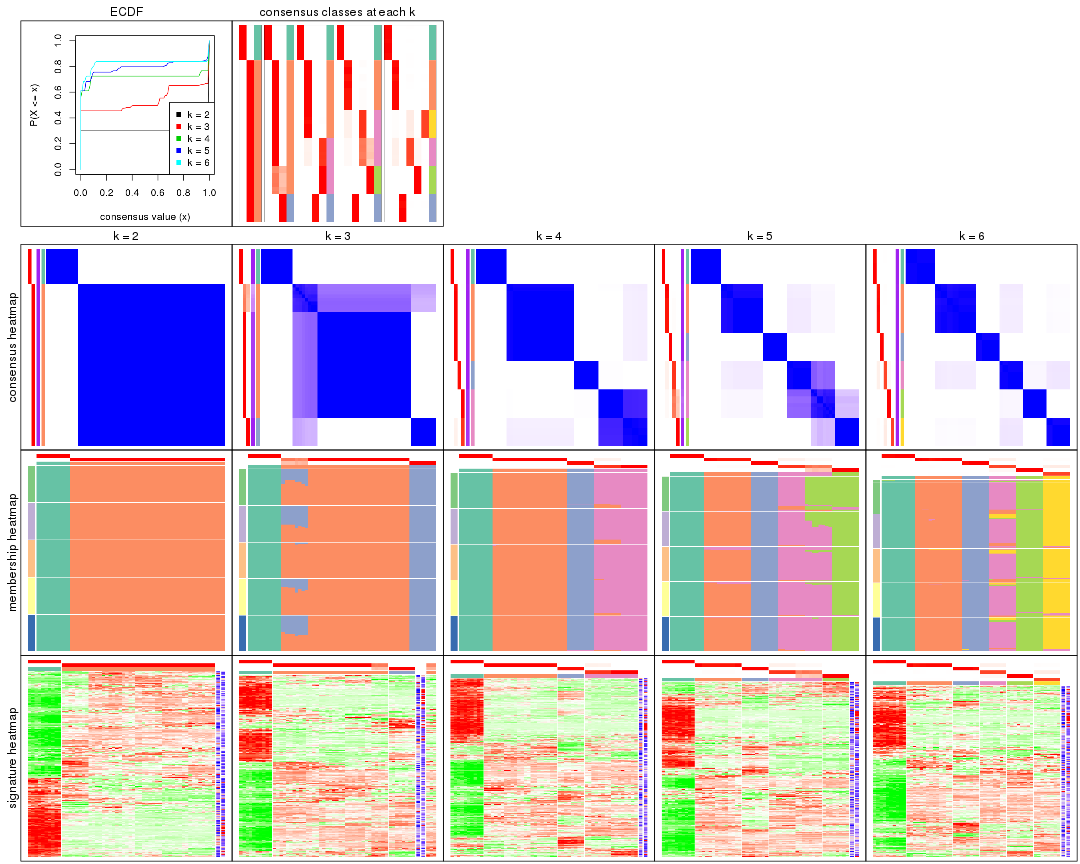 ECDF
consensus classes at each k
P(X <= x)
1.0
0.8
0.6
0.4
0.2
0.0
k = 2
k = 3
k = 4
k = 5
k = 6
0.0 0.2 0.4 0.6 0.8 1.0
consensus value (x)
k = 2
k = 3
k = 4
k = 5
k = 6
consensus heatmap
membership heatmap
signature heatmap